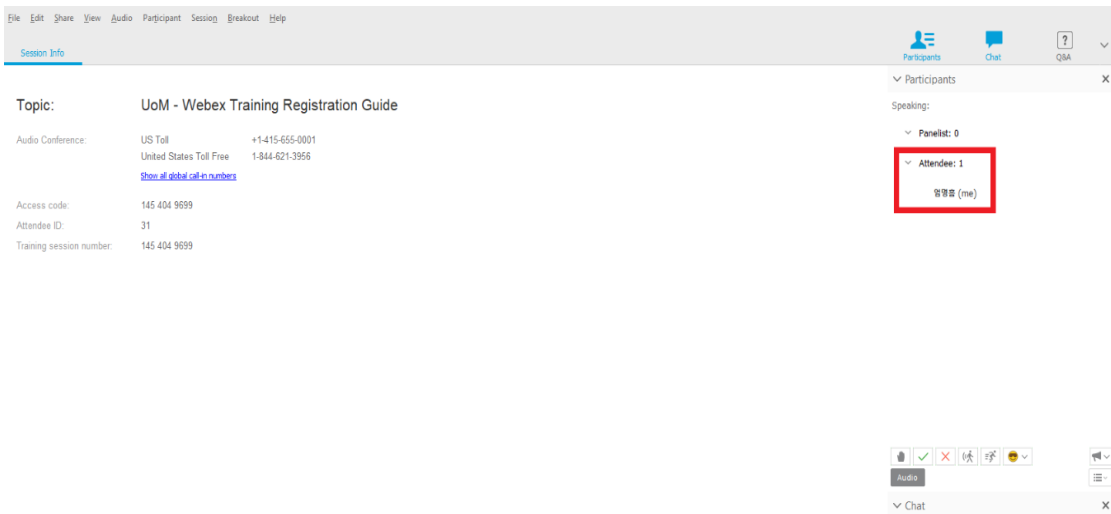 File Edit Share View Audio Participant Session Breakout Help
Session Info
Participants Chat ? Q&A
Participants X
Topic: UoM - Webex Training Registration Guide
Speaking:
Panelist: 0
Audio Conference: US Toll +1-415-655-0001
United States Toll Free 1-844-621-3956
Show all global call-in numbers
Attendee: 1
(me)
Access code: 145 404 9699
Attendee ID: 31
Training session number: 145 404 9699
Audio
Chat X